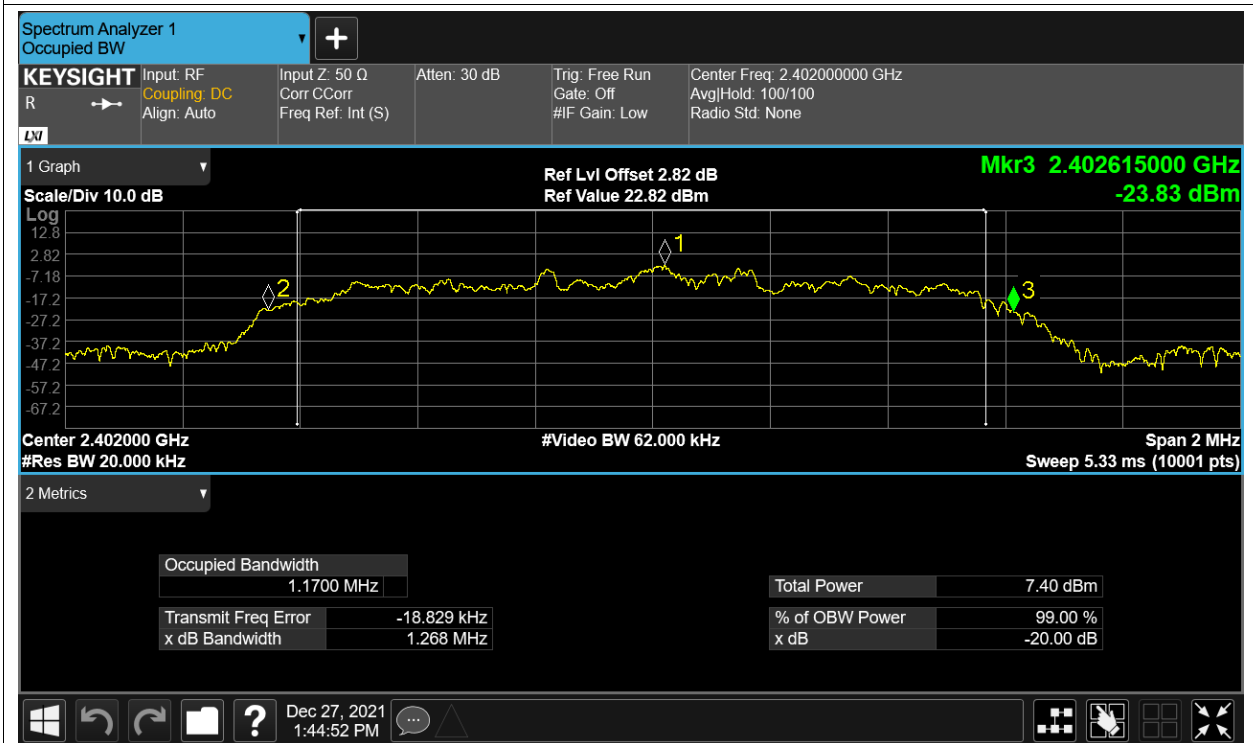 Spectrum Analyzer 1
Occupied BW
KEYSIGHT
R
LXI
Input: RF
Coupling: DC
Align: Auto
Input Z: 50 Ω
Corr CCorr
Freq Ref: Int (S)
Atten: 30 dB
Trig: Free Run
Gate: Off
#IF Gain: Low
Center Freq: 2.402000000 GHz
Avg|Hold: 100/100
Radio Std: None
1 Graph
Scale/Div 10.0 dB
Ref Lvl Offset 2.82 dB
Ref Value 22.82 dBm
Mkr3 2.402615000 GHz
-23.83 dBm
Log
12.8
2.82
-7.18
-17.2
-27.2
-37.2
-47.2
-57.2
-67.2
1
2
3
Center 2.402000 GHz
#Video BW 62.000 kHz
Span 2 MHz
#Res BW 20.000 kHz
Sweep 5.33 ms (10001 pts)
2 Metrics
Occupied Bandwidth
1.1700 MHz
Transmit Freq Error -18.829 kHz
x dB Bandwidth 1.268 MHz
Total Power 7.40 dBm
% of OBW Power 99.00 %
x dB -20.00 dB
?
Dec 27, 2021
1:44:52 PM